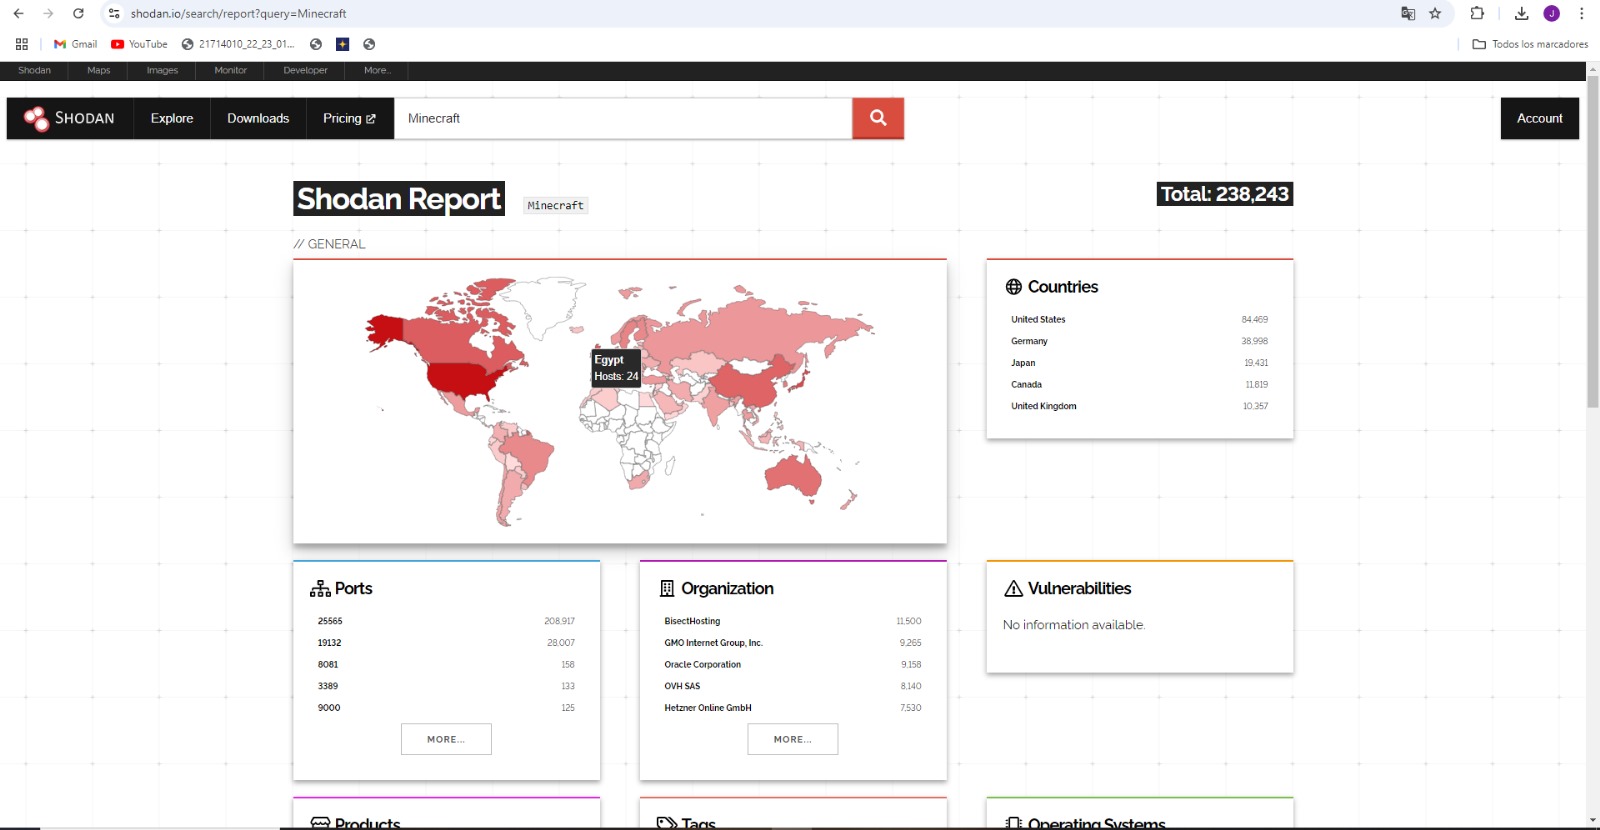 shodan.io/search/report?query=Minecraft
J
Gmail
YouTube
21714010_22_23_01...
Todos los marcadores
Shodan
Maps
Images
Monitor
Developer
More...
SHODAN
Explore
Downloads
Pricing
Minecraft
Account
Shodan Report
Minecraft
Total: 238,243
// GENERAL
Egypt
Hosts: 24
Countries
United States 84,469
Germany 38,998
Japan 19,431
Canada 11,819
United Kingdom 10,357
Ports
25565 208,917
19132 28,007
8081 158
3389 133
9000 125
MORE...
Organization
BisectHosting 11,500
GMO Internet Group, Inc. 9,265
Oracle Corporation 9,158
OVH SAS 8,140
Hetzner Online GmbH 7,530
MORE...
Vulnerabilities
No information available.
Products
Tags
Operating Systems